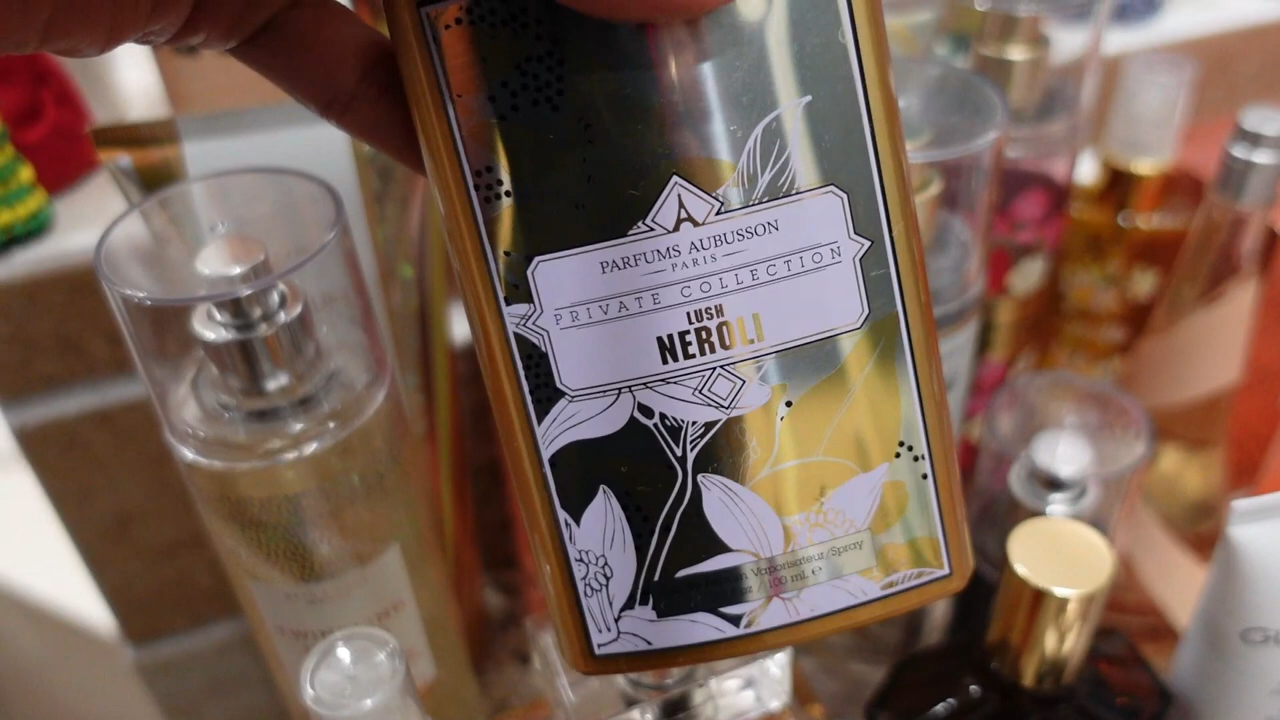 PARFUMS AUBUSSON
PARIS
PRIVATE COLLECTION
LUSH
NEROLI
Vaporisateur/Spray
100 ml ℮